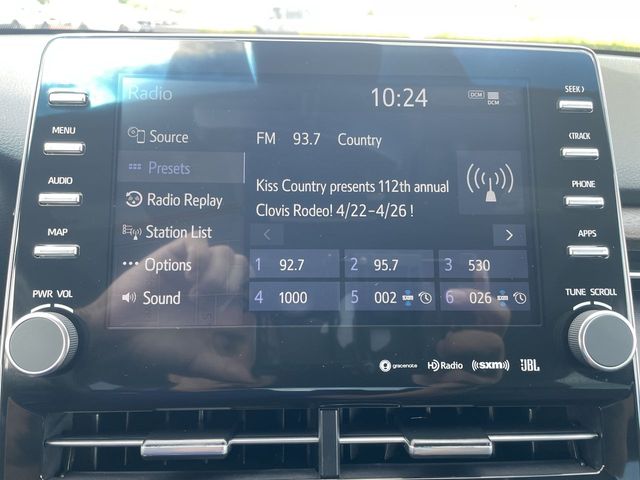 Radio
10:24
DCM
DCM
SEEK>
MENU
Source
FM 93.7 Country
<TRACK
Presets
AUDIO
Kiss Country presents 112th annual
Clovis Rodeo! 4/22-4/26 !
PHONE
Radio Replay
MAP
Station List
APPS
Options
1 92.7
2 95.7
3 530
PWR VOL
Sound
4 1000
5 002 sxm
6 026 sxm
TUNE SCROLL
gracenote
HD Radio
((sxm))
JBL